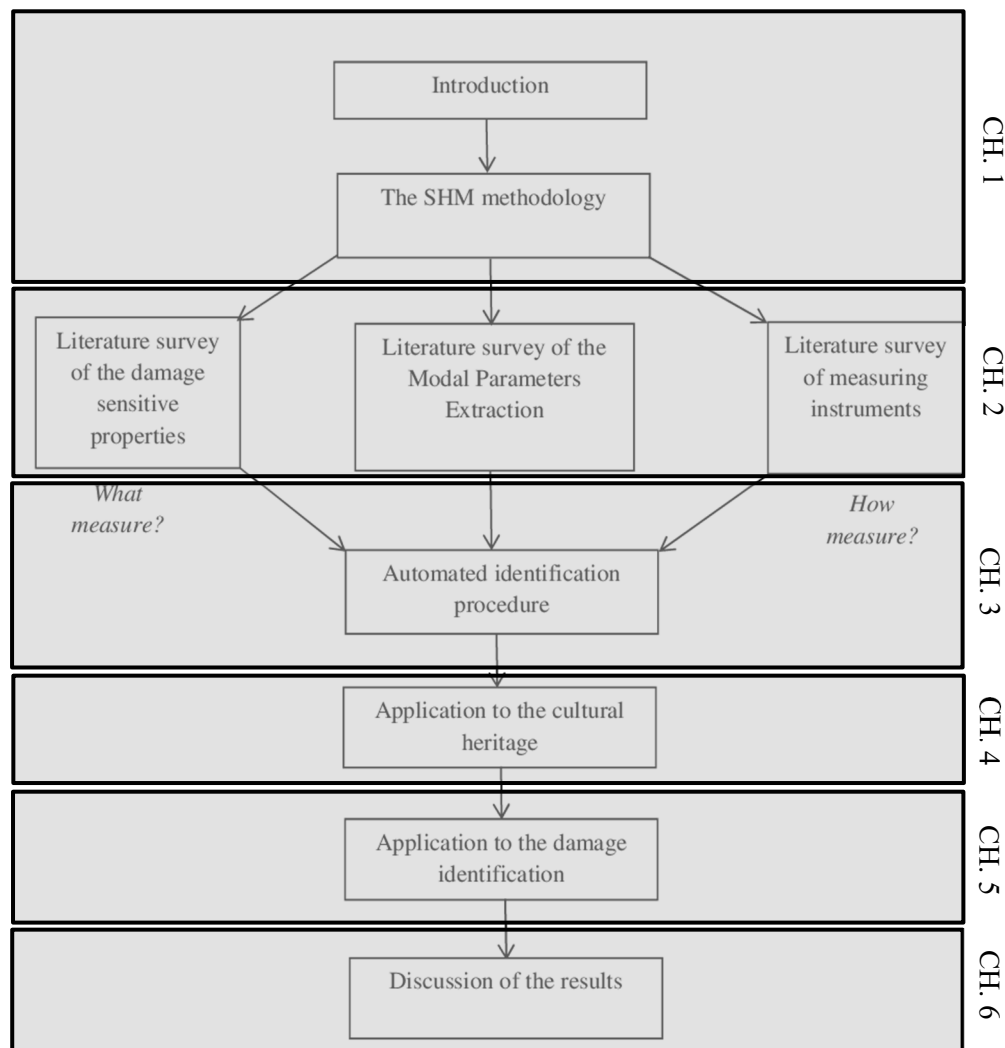 Introduction
The SHM methodology
CH. 1
Literature survey
of the damage
sensitive
properties
Literature survey of the
Modal Parameters
Extraction
Literature survey
of measuring
instruments
CH. 2
What
measure?
How
measure?
Automated identification
procedure
CH. 3
Application to the cultural
heritage
CH. 4
Application to the damage
identification
CH. 5
Discussion of the results
CH. 6